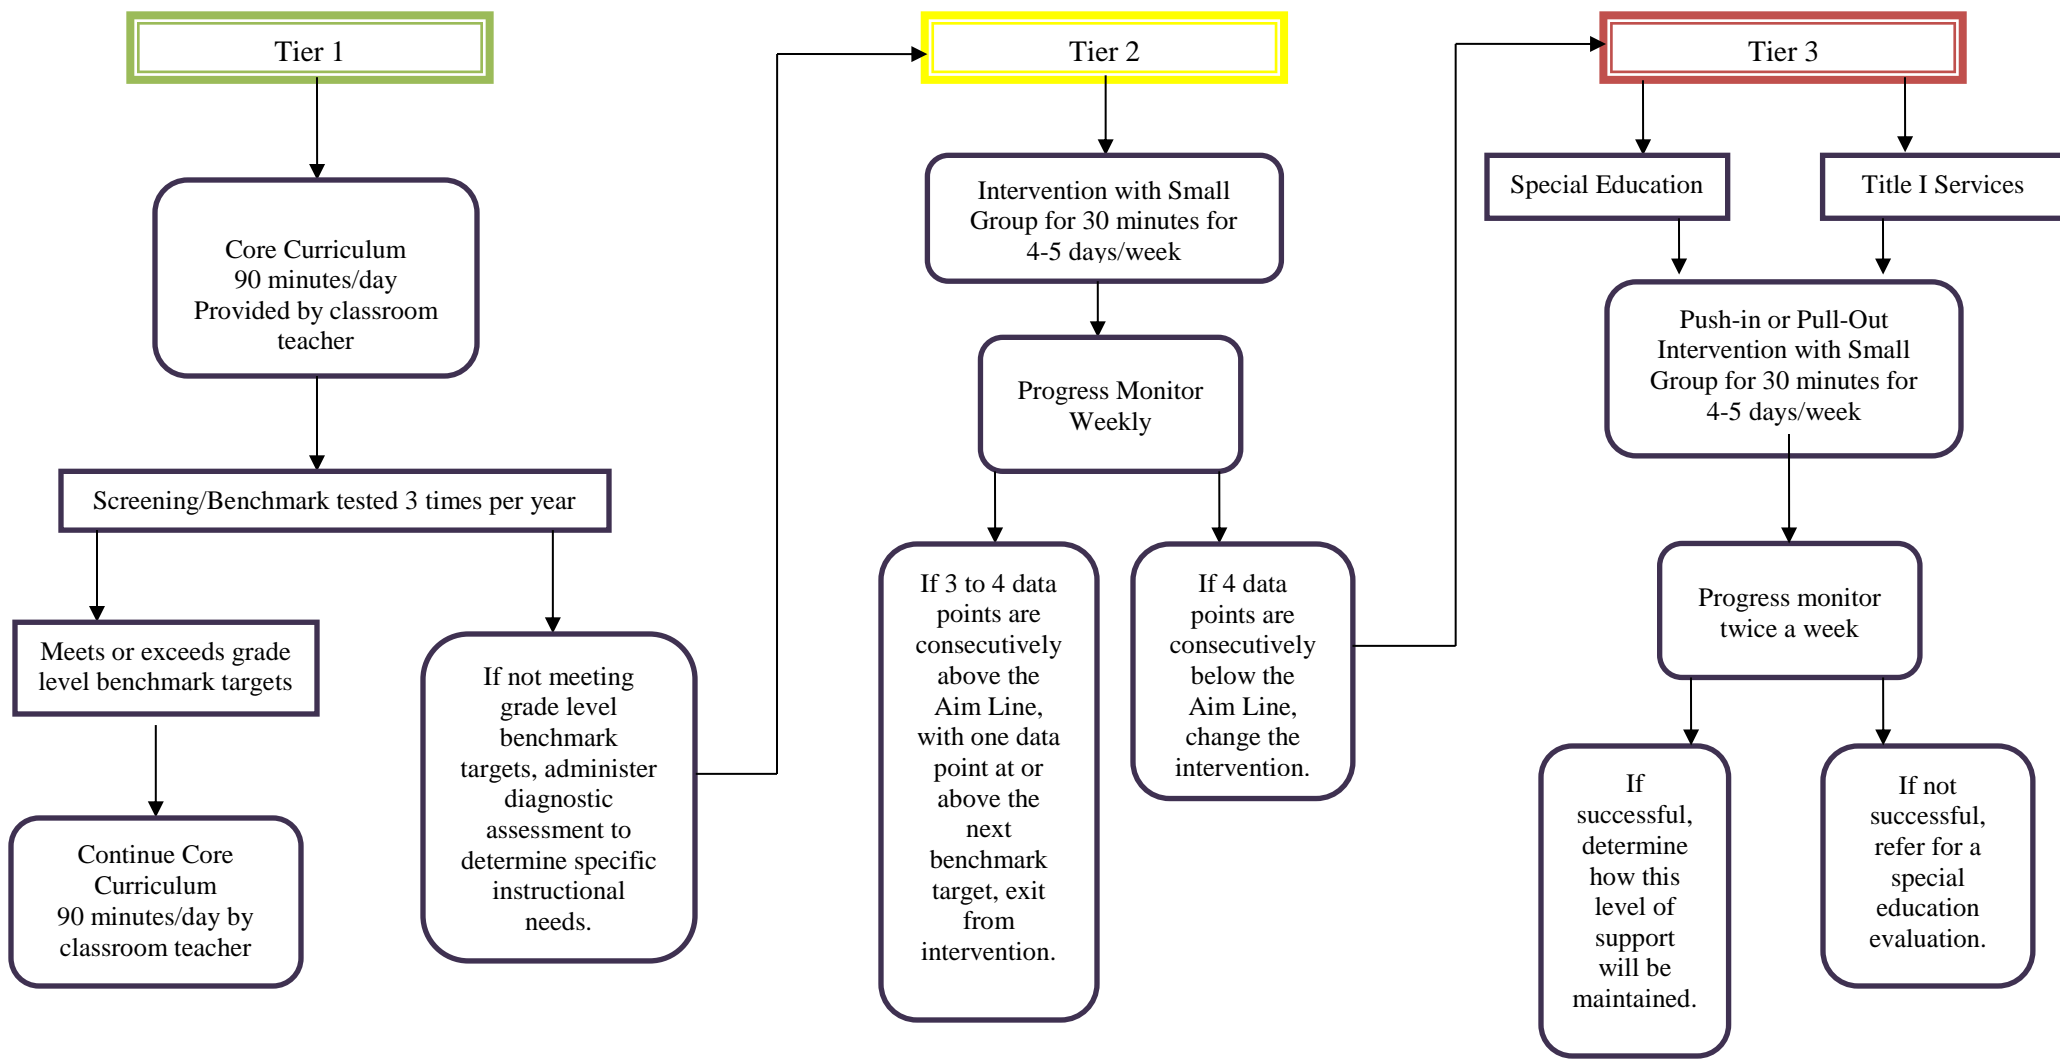 Tier 1
Core Curriculum
90 minutes/day
Provided by classroom
teacher
Screening/Benchmark tested 3 times per year
Meets or exceeds grade
level benchmark targets
Continue Core
Curriculum
90 minutes/day by
classroom teacher
If not meeting
grade level
benchmark
targets, administer
diagnostic
assessment to
determine specific
instructional
needs.
Tier 2
Intervention with Small
Group for 30 minutes for
4-5 days/week
Progress Monitor
Weekly
If 3 to 4 data
points are
consecutively
above the
Aim Line,
with one data
point at or
above the
next
benchmark
target, exit
from
intervention.
If 4 data
points are
consecutively
below the
Aim Line,
change the
intervention.
Tier 3
Special Education
Title I Services
Push-in or Pull-Out
Intervention with Small
Group for 30 minutes for
4-5 days/week
Progress monitor
twice a week
If
successful,
determine
how this
level of
support
will be
maintained.
If not
successful,
refer for a
special
education
evaluation.